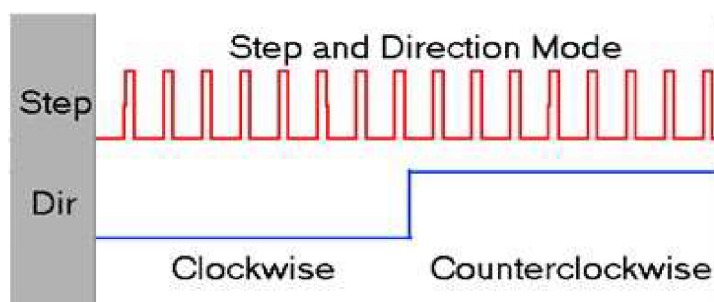 Step and Direction Mode
Step
Dir
Clockwise
Counterclockwise